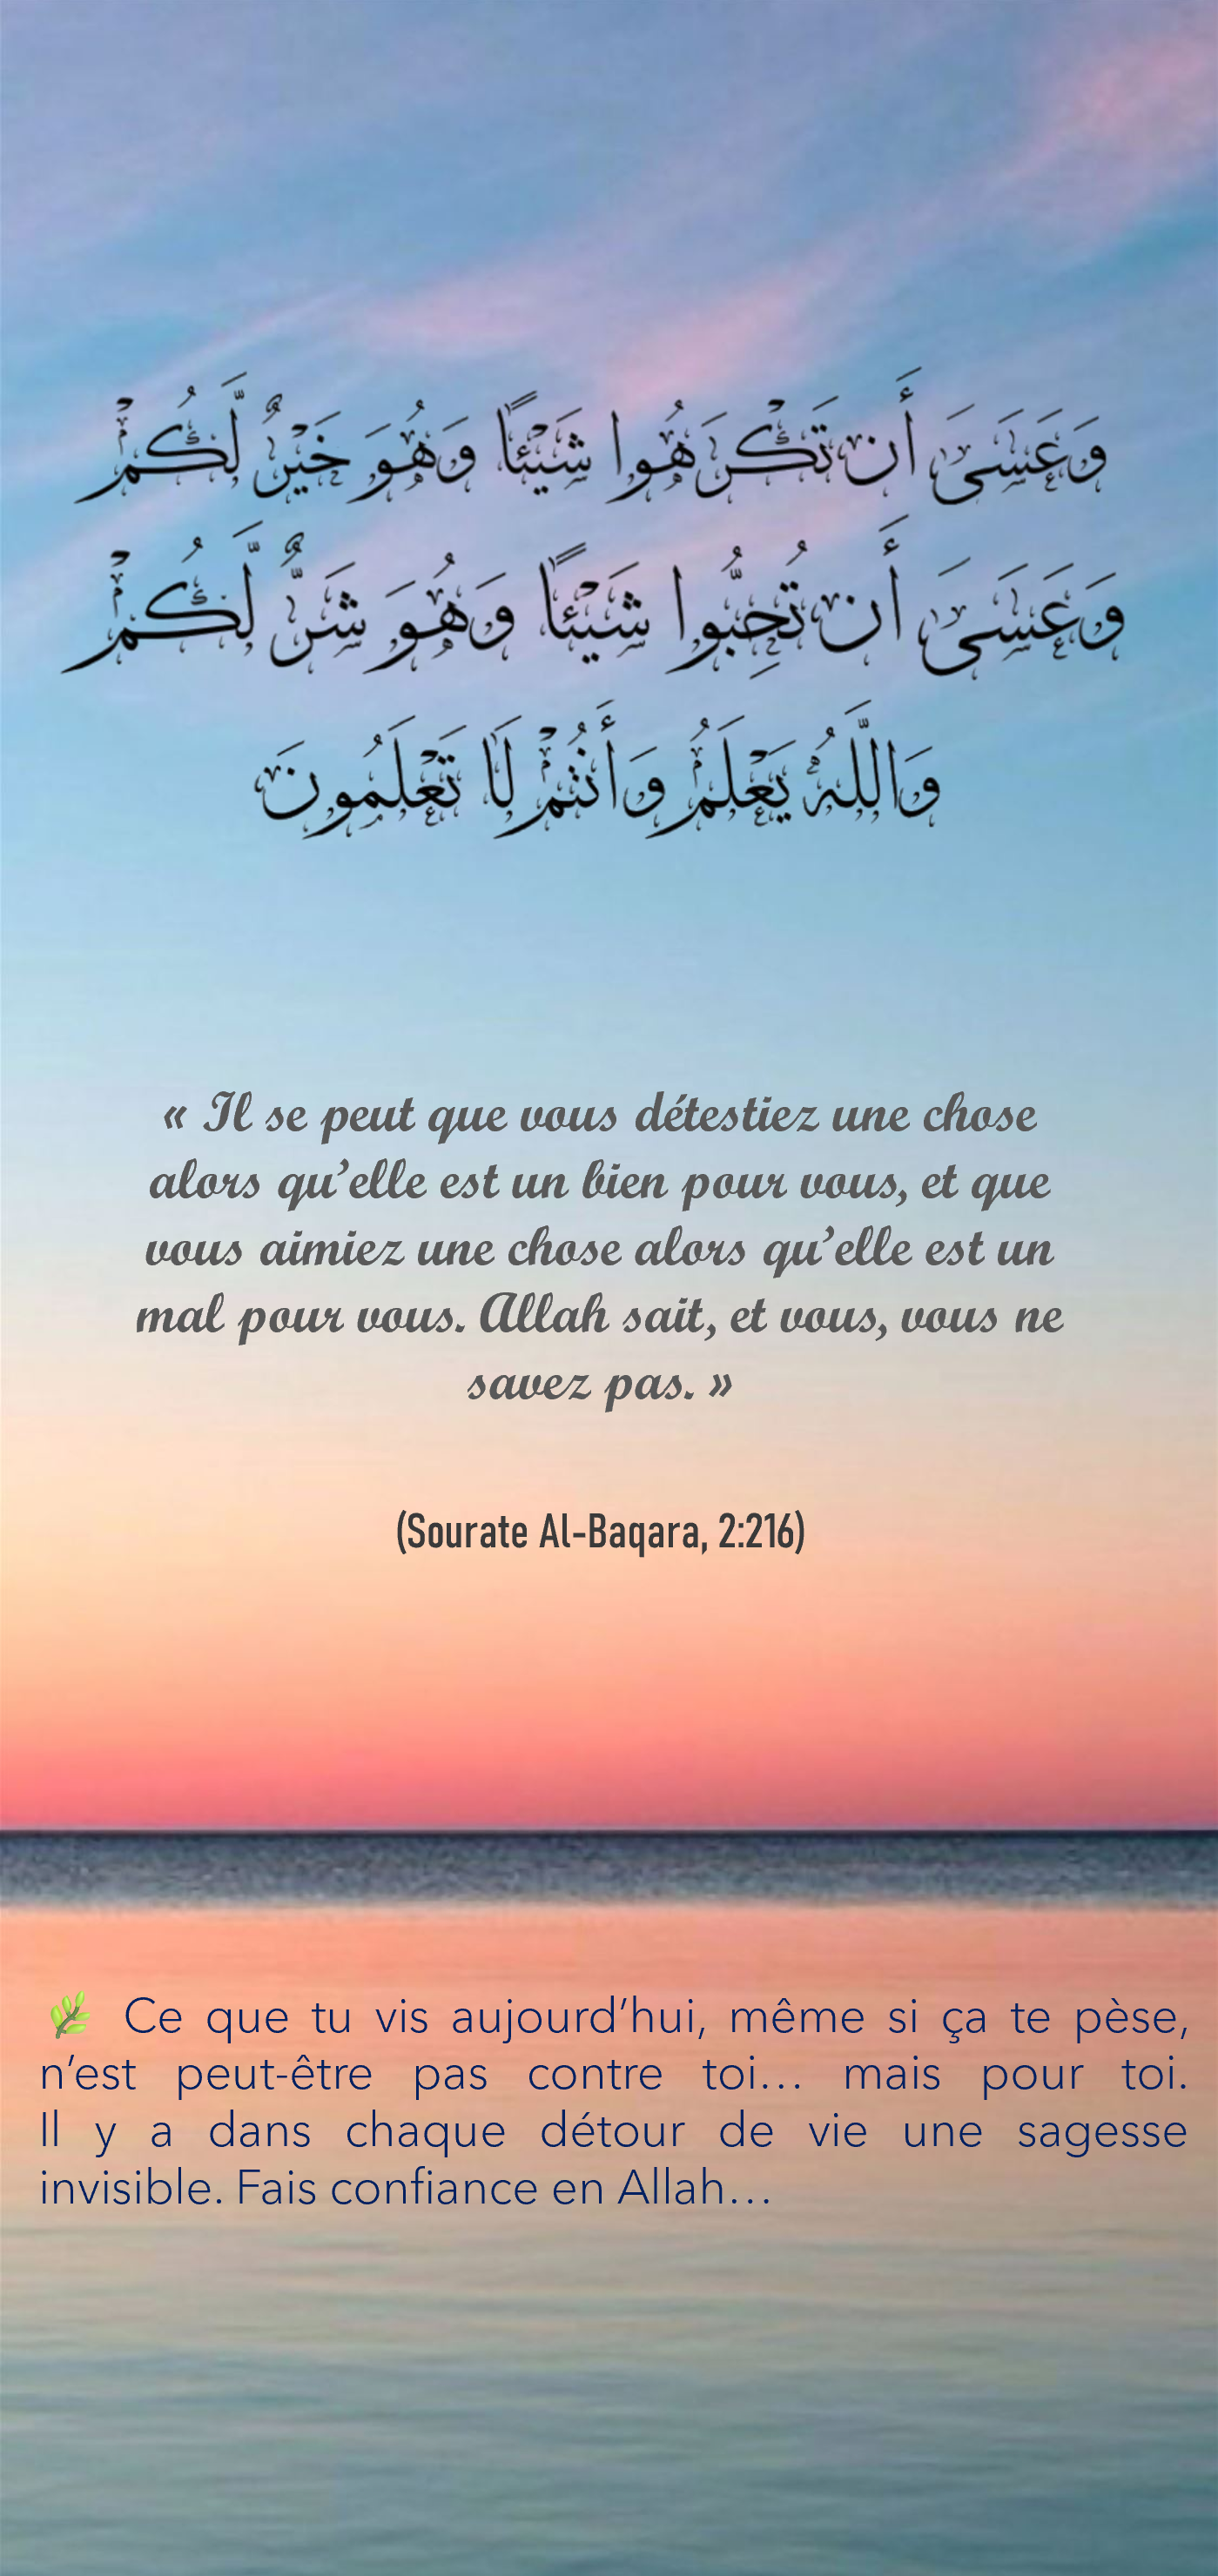 وَعَسَىٰ أَن تَكْرَهُوا شَيْئًا وَهُوَ خَيْرٌ لَّكُمْ
وَعَسَىٰ أَن تُحِبُّوا شَيْئًا وَهُوَ شَرٌّ لَّكُمْ
وَاللَّهُ يَعْلَمُ وَأَنتُمْ لَا تَعْلَمُونَ
« Il se peut que vous détestiez une chose
alors qu’elle est un bien pour vous, et que
vous aimiez une chose alors qu’elle est un
mal pour vous. Allah sait, et vous, vous ne
savez pas. »
(Sourate Al-Baqara, 2:216)
🌿 Ce que tu vis aujourd’hui, même si ça te pèse,
n’est peut-être pas contre toi… mais pour toi.
Il y a dans chaque détour de vie une sagesse
invisible. Fais confiance en Allah…